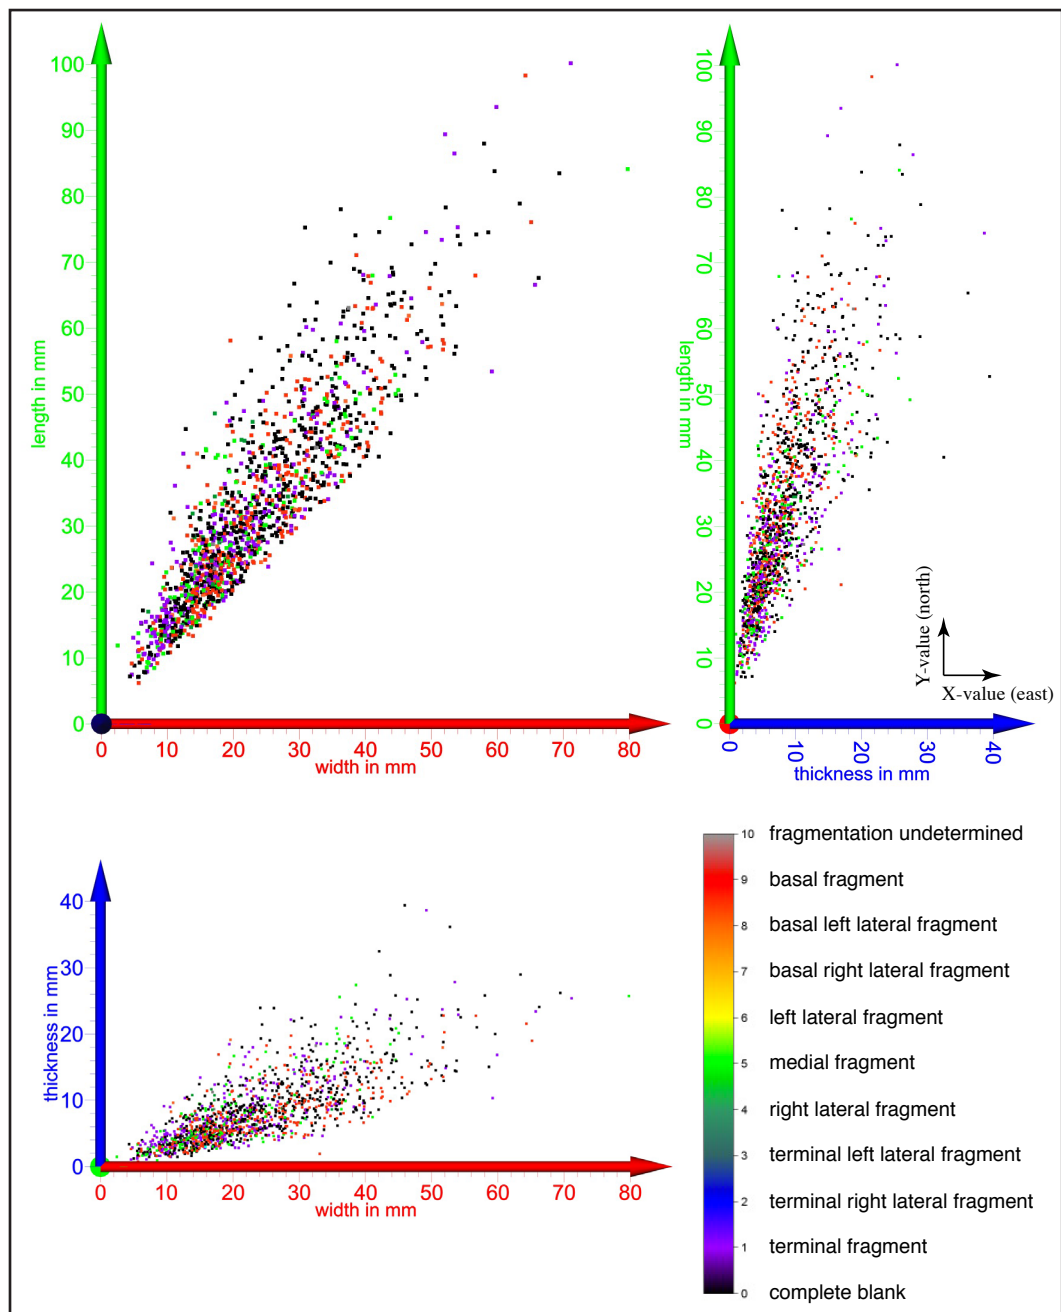 100
90
80
70
60
50
40
30
20
10
0
length in mm
0 10 20 30 40 50 60 70 80
width in mm
100
90
80
70
60
50
40
30
20
10
0
length in mm
0 10 20 30 40
thickness in mm
Y-value (north)
X-value (east)
40
30
20
10
0
thickness in mm
0 10 20 30 40 50 60 70 80
width in mm
10 fragmentation undetermined
9 basal fragment
8 basal left lateral fragment
7 basal right lateral fragment
6 left lateral fragment
5 medial fragment
4 right lateral fragment
3 terminal left lateral fragment
2 terminal right lateral fragment
1 terminal fragment
0 complete blank